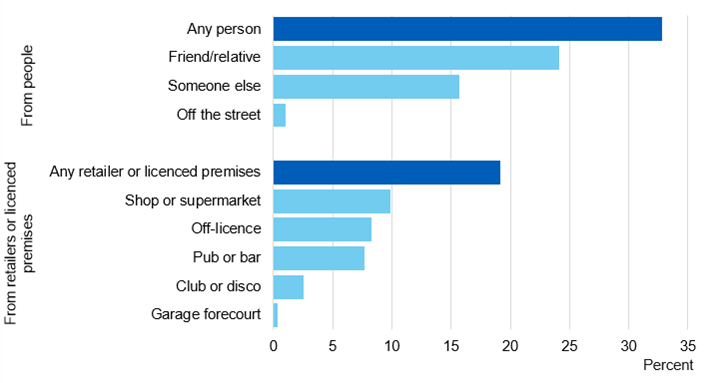 From people
Any person
Friend/relative
Someone else
Off the street
From retailers or licenced
premises
Any retailer or licenced premises
Shop or supermarket
Off-licence
Pub or bar
Club or disco
Garage forecourt
0 5 10 15 20 25 30 35
Percent